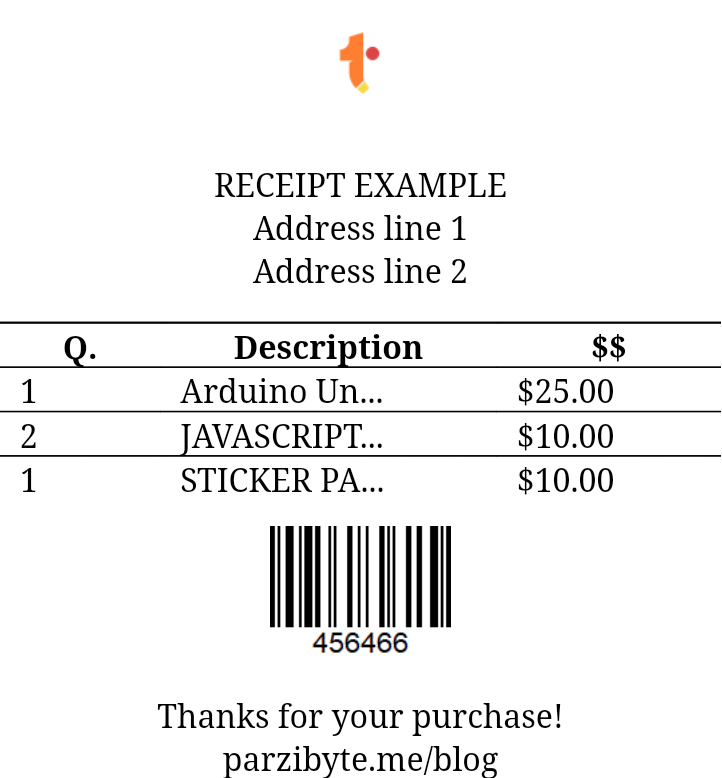 RECEIPT EXAMPLE
Address line 1
Address line 2
Q. Description $$
1 Arduino Un... $25.00
2 JAVASCRIPT... $10.00
1 STICKER PA... $10.00
456466
Thanks for your purchase!
parzibyte.me/blog